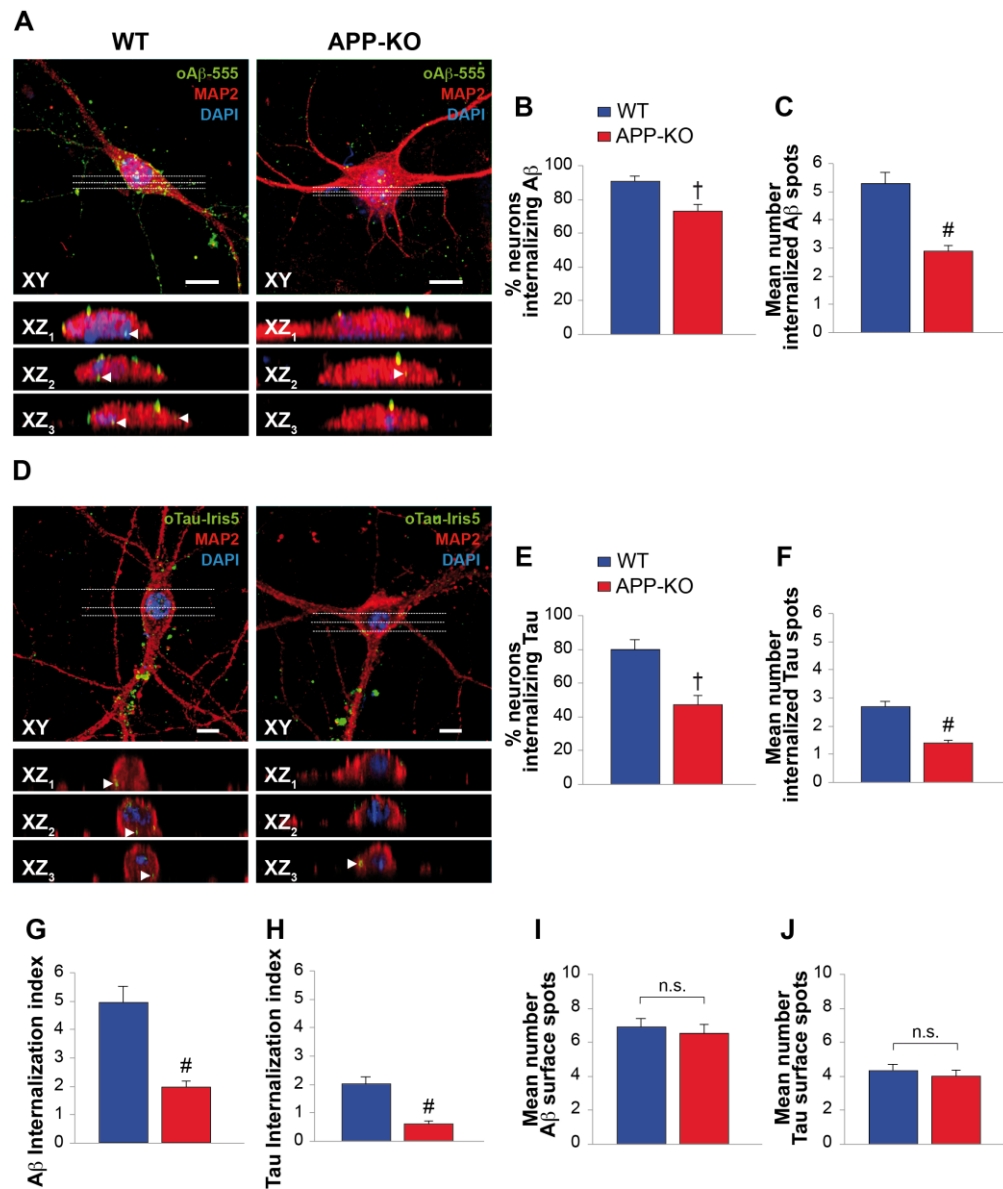 A
WT
APP-KO
oAβ-555
MAP2
DAPI
XY
oAβ-555
MAP2
DAPI
XY
XZ1
XZ2
XZ3
XZ1
XZ2
XZ3
B
WT
APP-KO
% neurons
internalizing Aβ
100
80
60
40
20
0
†
C
Mean number
internalized Aβ spots
6
5
4
3
2
1
0
#
D
oTau-Iris5
MAP2
DAPI
XY
oTau-Iris5
MAP2
DAPI
XY
XZ1
XZ2
XZ3
XZ1
XZ2
XZ3
E
WT
APP-KO
% neurons
internalizing Tau
100
80
60
40
20
0
†
F
Mean number
internalized Tau spots
6
5
4
3
2
1
0
#
G
Aβ Internalization index
6
5
4
3
2
1
0
#
H
Tau Internalization index
6
5
4
3
2
1
0
#
I
Mean number
Aβ surface spots
10
8
6
4
2
0
n.s.
J
Mean number
Tau surface spots
10
8
6
4
2
0
n.s.